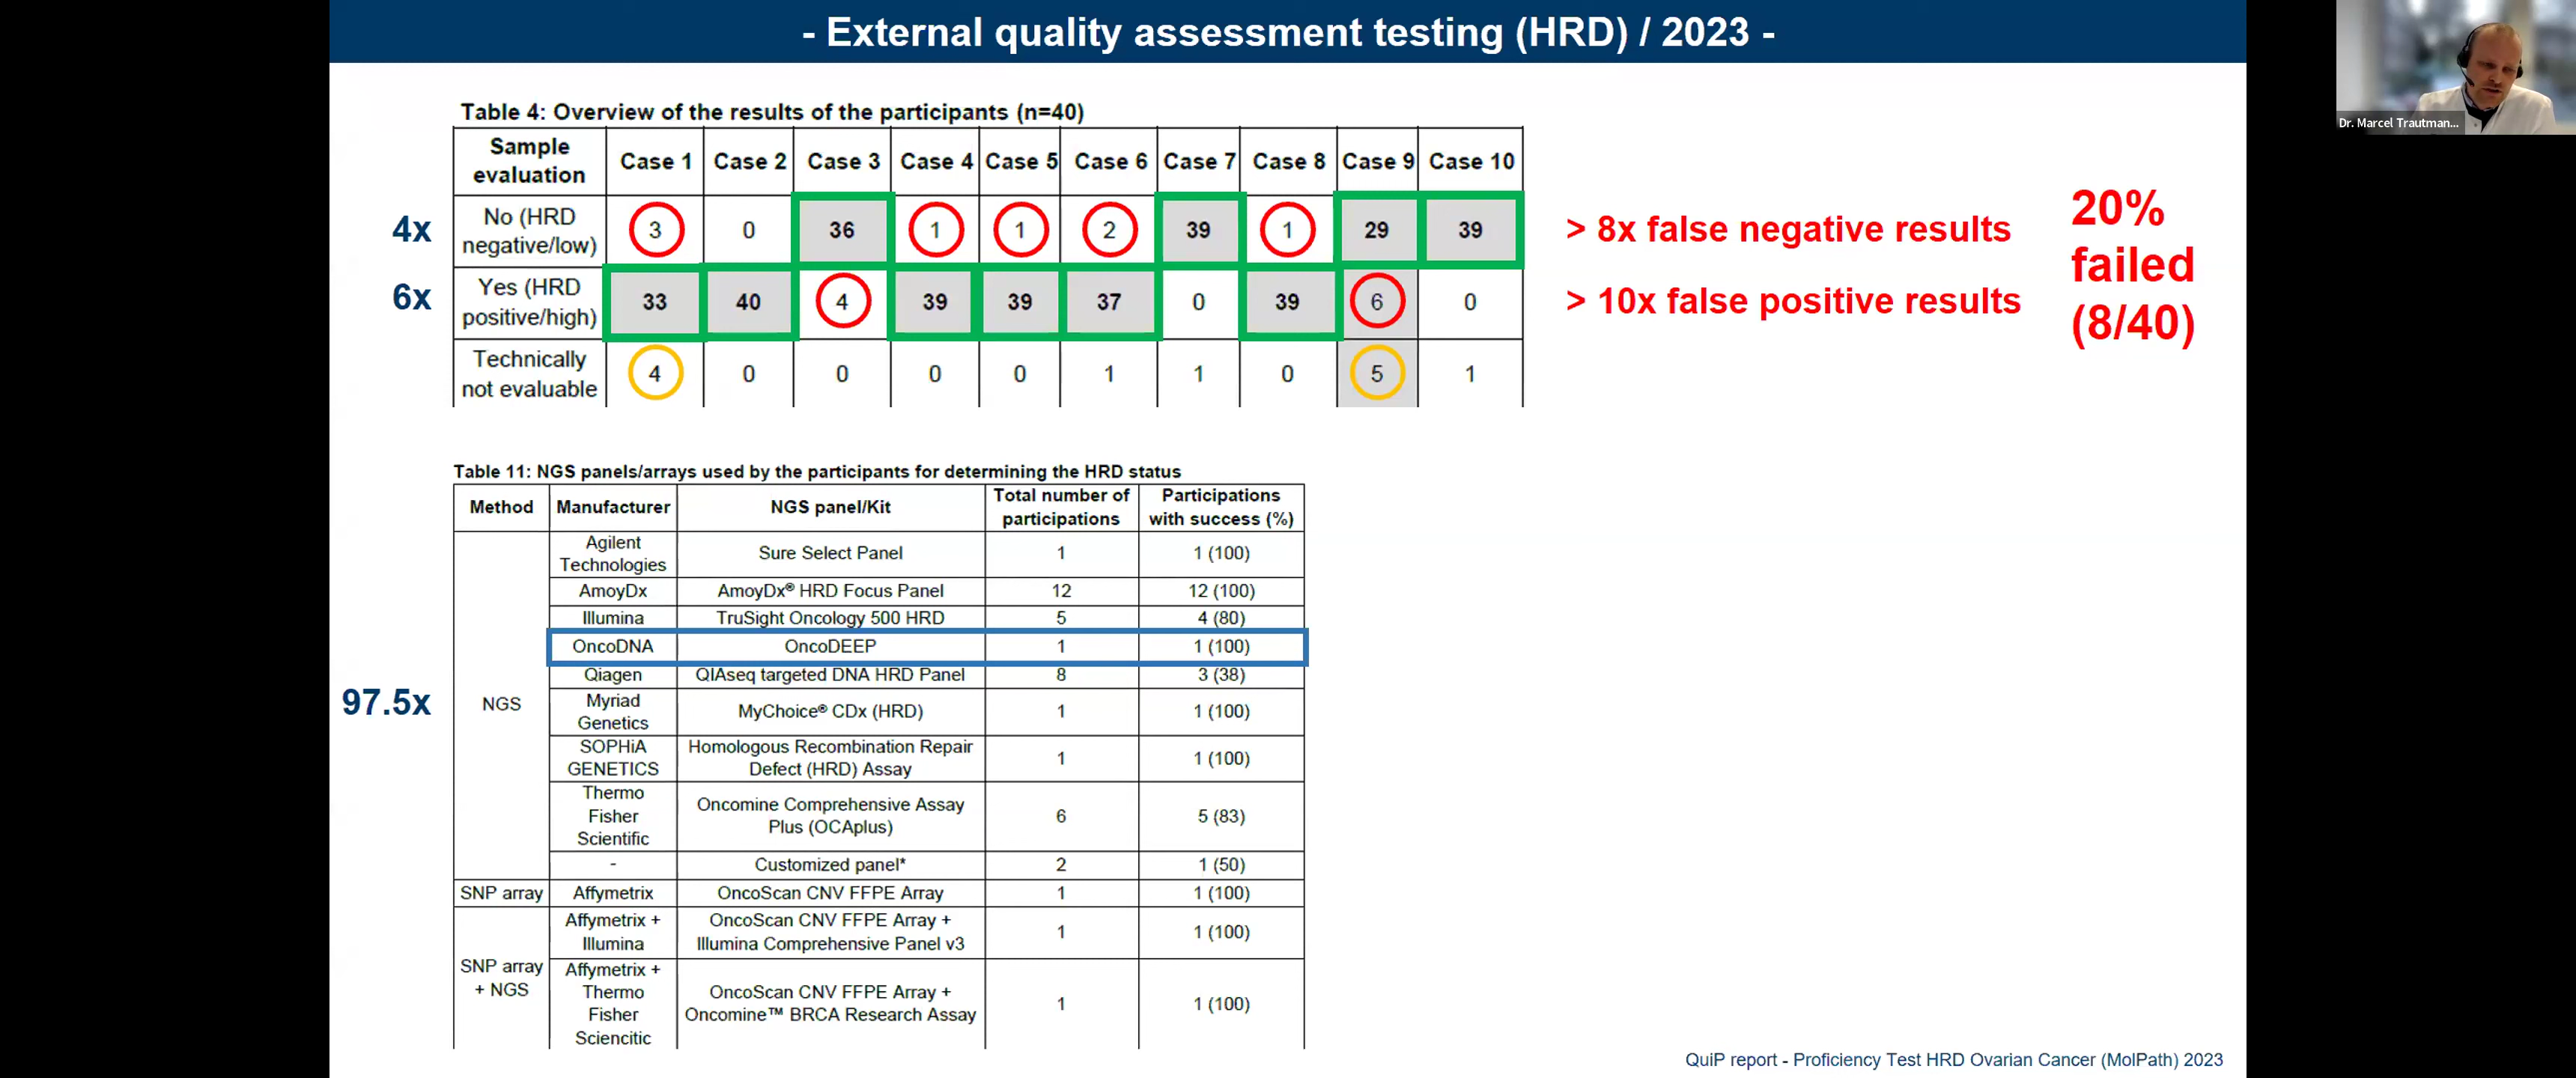 - External quality assessment testing (HRD) / 2023 -
Dr. Marcel Trautman...
Table 4: Overview of the results of the participants (n=40)
Sample evaluation | Case 1 | Case 2 | Case 3 | Case 4 | Case 5 | Case 6 | Case 7 | Case 8 | Case 9 | Case 10
4x No (HRD negative/low) | 3 | 0 | 36 | 1 | 1 | 2 | 39 | 1 | 29 | 39
> 8x false negative results
6x Yes (HRD positive/high) | 33 | 40 | 4 | 39 | 39 | 37 | 0 | 39 | 6 | 0
> 10x false positive results
Technically not evaluable | 4 | 0 | 0 | 0 | 0 | 1 | 1 | 0 | 5 | 1
20%
failed
(8/40)
Table 11: NGS panels/arrays used by the participants for determining the HRD status
Method | Manufacturer | NGS panel/Kit | Total number of participations | Participations with success (%)
97.5x
NGS
Agilent Technologies | Sure Select Panel | 1 | 1 (100)
AmoyDx | AmoyDx® HRD Focus Panel | 12 | 12 (100)
Illumina | TruSight Oncology 500 HRD | 5 | 4 (80)
OncoDNA | OncoDEEP | 1 | 1 (100)
Qiagen | QIAseq targeted DNA HRD Panel | 8 | 3 (38)
Myriad Genetics | MyChoice® CDx (HRD) | 1 | 1 (100)
SOPHiA GENETICS | Homologous Recombination Repair Defect (HRD) Assay | 1 | 1 (100)
Thermo Fisher Scientific | Oncomine Comprehensive Assay Plus (OCAplus) | 6 | 5 (83)
- | Customized panel* | 2 | 1 (50)
SNP array | Affymetrix | OncoScan CNV FFPE Array | 1 | 1 (100)
SNP array + NGS
Affymetrix + Illumina | OncoScan CNV FFPE Array + Illumina Comprehensive Panel v3 | 1 | 1 (100)
Affymetrix + Thermo Fisher Sciencitic | OncoScan CNV FFPE Array + Oncomine™ BRCA Research Assay | 1 | 1 (100)
QuiP report - Proficiency Test HRD Ovarian Cancer (MolPath) 2023